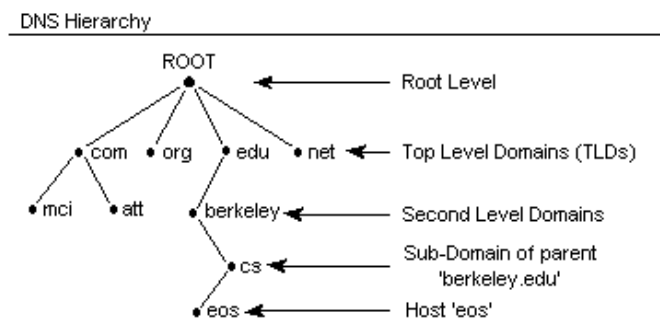 DNS Hierarchy
ROOT
Root Level
com org edu net
Top Level Domains (TLDs)
mci att berkeley
Second Level Domains
cs
Sub-Domain of parent
'berkeley.edu'
eos
Host 'eos'